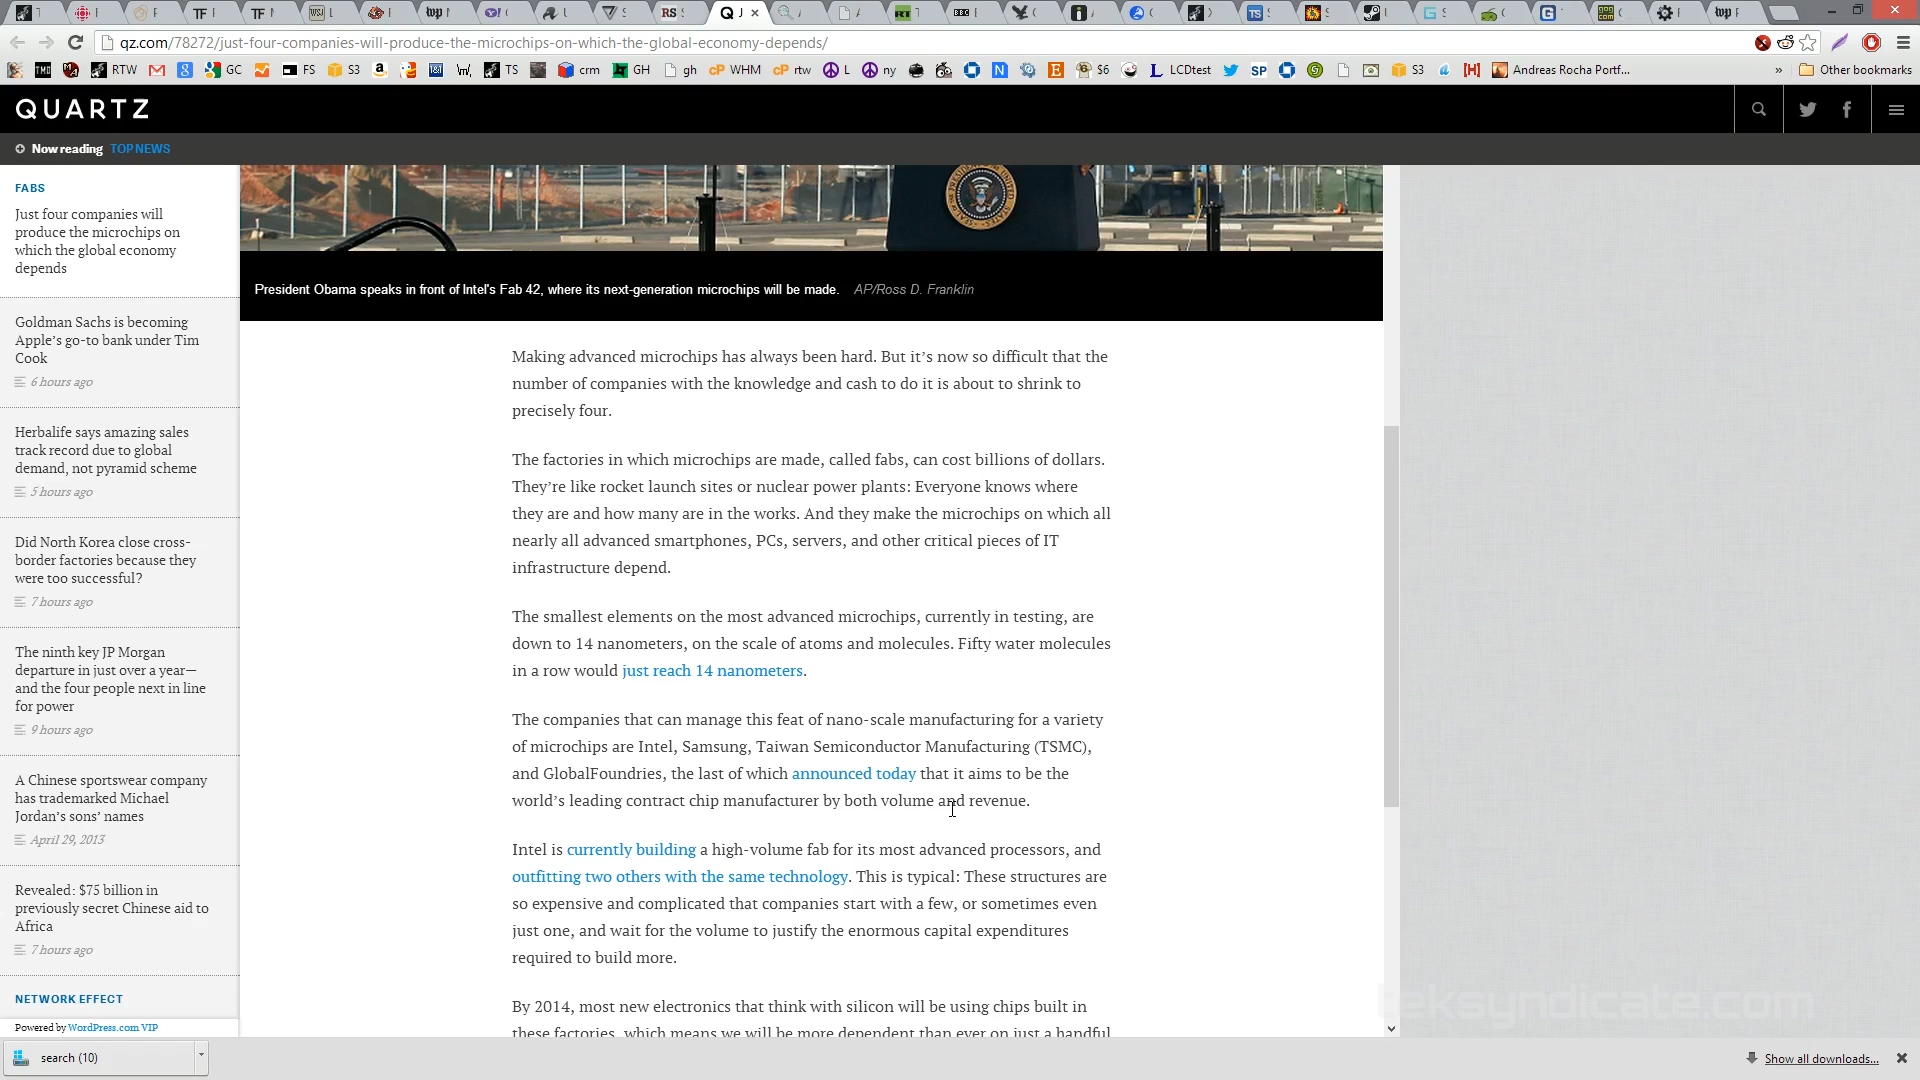 qz.com/78272/just-four-companies-will-produce-the-microchips-on-which-the-global-economy-depends/
RTW
GC
FS
S3
TS
crm
GH
gh
WHM
rtw
L
ny
$6
LCDtest
SP
S3
Andreas Rocha Portf...
»
Other bookmarks
QUARTZ
Now reading TOP NEWS
FABS
Just four companies will
produce the microchips on
which the global economy
depends
Goldman Sachs is becoming
Apple’s go-to bank under Tim
Cook
6 hours ago
Herbalife says amazing sales
track record due to global
demand, not pyramid scheme
5 hours ago
Did North Korea close cross-
border factories because they
were too successful?
7 hours ago
The ninth key JP Morgan
departure in just over a year—
and the four people next in line
for power
9 hours ago
A Chinese sportswear company
has trademarked Michael
Jordan’s sons’ names
April 29, 2013
Revealed: $75 billion in
previously secret Chinese aid to
Africa
7 hours ago
NETWORK EFFECT
Powered by WordPress.com VIP
President Obama speaks in front of Intel's Fab 42, where its next-generation microchips will be made. AP/Ross D. Franklin
Making advanced microchips has always been hard. But it’s now so difficult that the
number of companies with the knowledge and cash to do it is about to shrink to
precisely four.
The factories in which microchips are made, called fabs, can cost billions of dollars.
They’re like rocket launch sites or nuclear power plants: Everyone knows where
they are and how many are in the works. And they make the microchips on which all
nearly all advanced smartphones, PCs, servers, and other critical pieces of IT
infrastructure depend.
The smallest elements on the most advanced microchips, currently in testing, are
down to 14 nanometers, on the scale of atoms and molecules. Fifty water molecules
in a row would just reach 14 nanometers.
The companies that can manage this feat of nano-scale manufacturing for a variety
of microchips are Intel, Samsung, Taiwan Semiconductor Manufacturing (TSMC),
and GlobalFoundries, the last of which announced today that it aims to be the
world’s leading contract chip manufacturer by both volume and revenue.
Intel is currently building a high-volume fab for its most advanced processors, and
outfitting two others with the same technology. This is typical: These structures are
so expensive and complicated that companies start with a few, or sometimes even
just one, and wait for the volume to justify the enormous capital expenditures
required to build more.
By 2014, most new electronics that think with silicon will be using chips built in
these factories, which means we will be more dependent than ever on just a handful
teksyndicate.com
search (10)
Show all downloads...